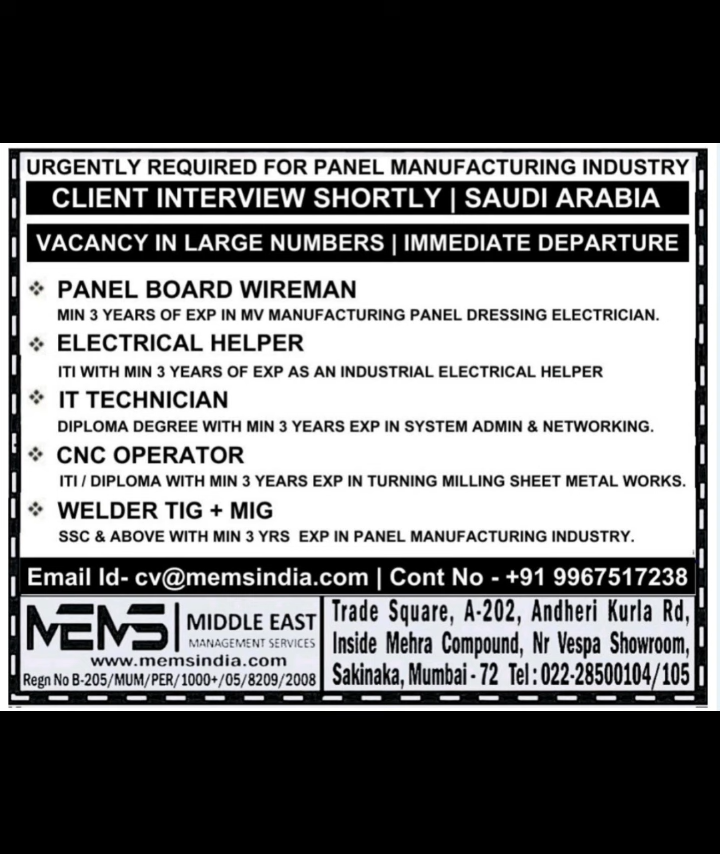 URGENTLY REQUIRED FOR PANEL MANUFACTURING INDUSTRY
CLIENT INTERVIEW SHORTLY | SAUDI ARABIA
VACANCY IN LARGE NUMBERS | IMMEDIATE DEPARTURE
❖ PANEL BOARD WIREMAN
MIN 3 YEARS OF EXP IN MV MANUFACTURING PANEL DRESSING ELECTRICIAN.
❖ ELECTRICAL HELPER
ITI WITH MIN 3 YEARS OF EXP AS AN INDUSTRIAL ELECTRICAL HELPER
❖ IT TECHNICIAN
DIPLOMA DEGREE WITH MIN 3 YEARS EXP IN SYSTEM ADMIN & NETWORKING.
❖ CNC OPERATOR
ITI / DIPLOMA WITH MIN 3 YEARS EXP IN TURNING MILLING SHEET METAL WORKS.
❖ WELDER TIG + MIG
SSC & ABOVE WITH MIN 3 YRS EXP IN PANEL MANUFACTURING INDUSTRY.
Email Id- cv@memsindia.com | Cont No - +91 9967517238
MEMS | MIDDLE EAST
MANAGEMENT SERVICES
www.memsindia.com
Regn No B-205/MUM/PER/1000+/05/8209/2008
Trade Square, A-202, Andheri Kurla Rd,
Inside Mehra Compound, Nr Vespa Showroom,
Sakinaka, Mumbai - 72 Tel : 022-28500104/105